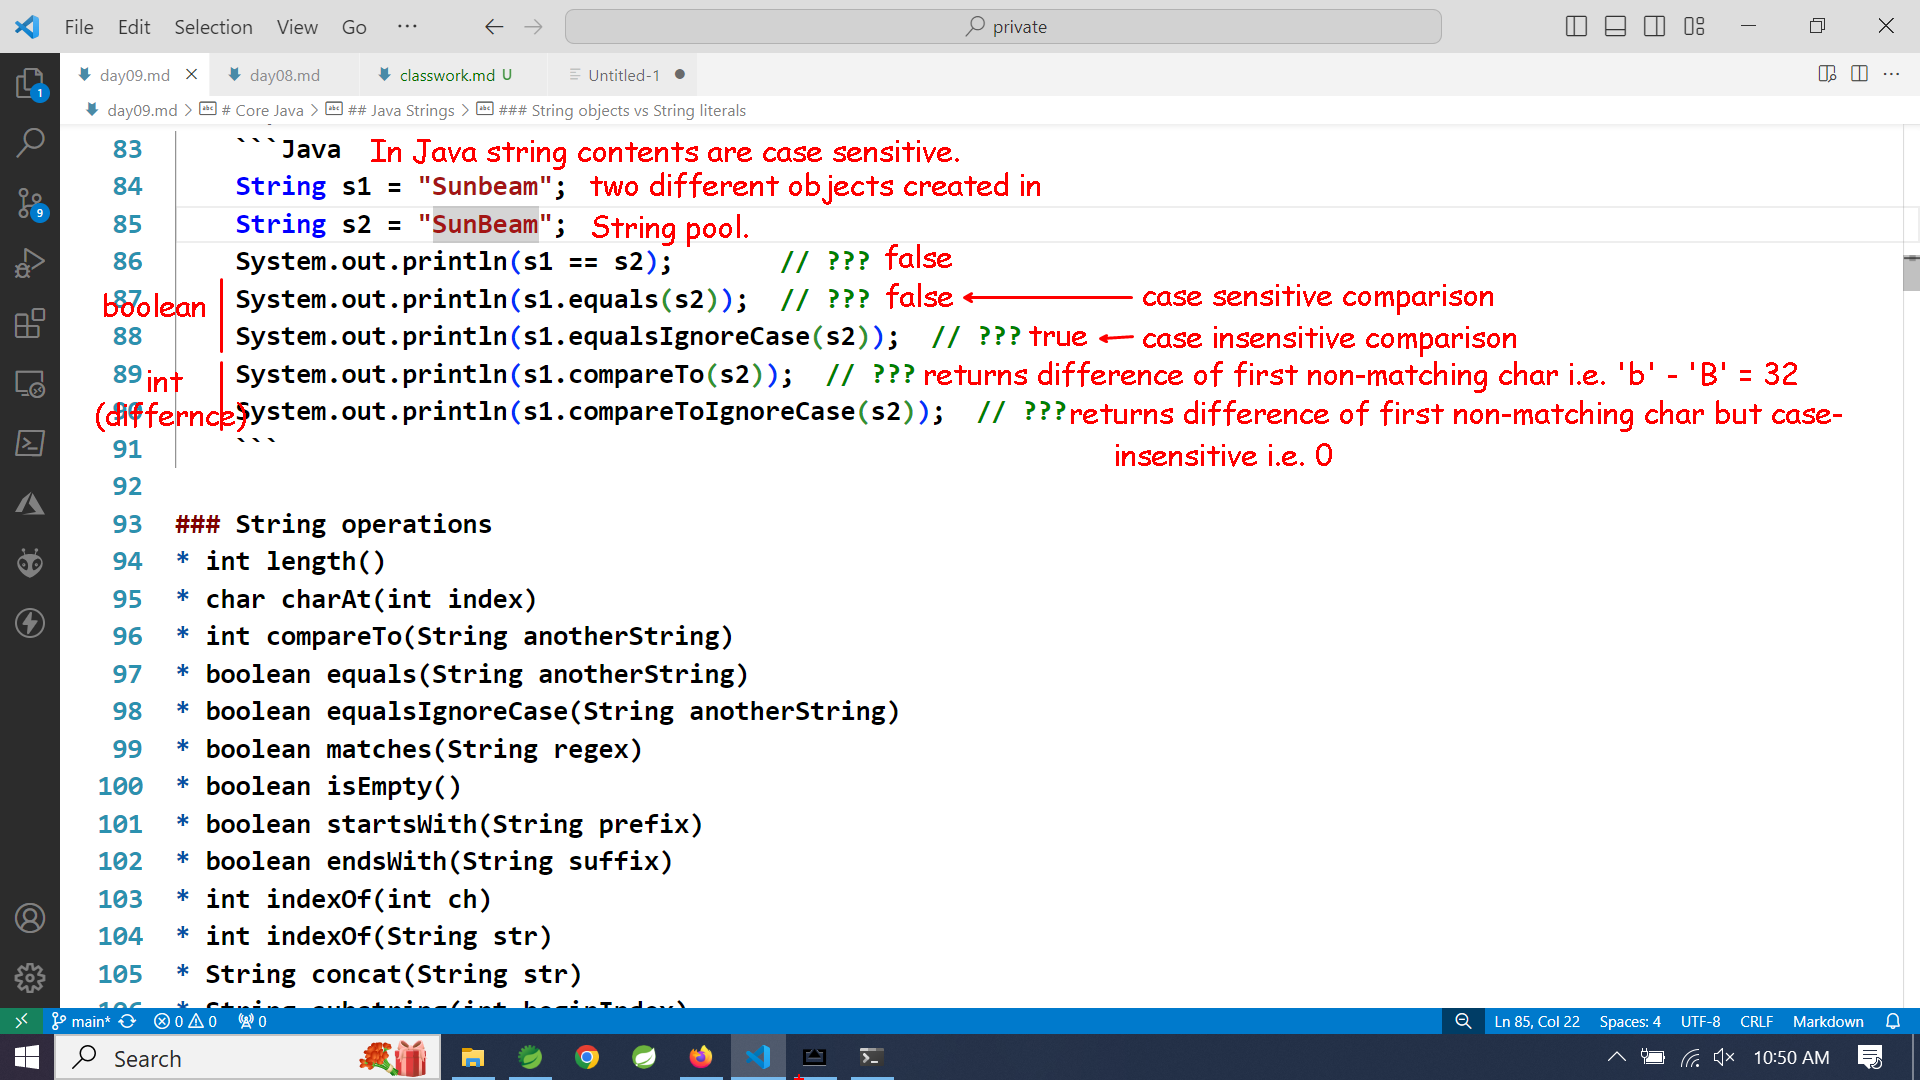 File Edit Selection View Go ··· private
day09.md day08.md classwork.md U Untitled-1
day09.md > # Core Java > ## Java Strings > ### String objects vs String literals
83 ```Java In Java string contents are case sensitive.
84 String s1 = "Sunbeam"; two different objects created in
85 String s2 = "SunBeam"; String pool.
86 System.out.println(s1 == s2); // ??? false
boolean 87 System.out.println(s1.equals(s2)); // ??? false case sensitive comparison
88 System.out.println(s1.equalsIgnoreCase(s2)); // ??? true case insensitive comparison
89 int System.out.println(s1.compareTo(s2)); // ??? returns difference of first non-matching char i.e. 'b' - 'B' = 32
90 (differnce) System.out.println(s1.compareToIgnoreCase(s2)); // ??? returns difference of first non-matching char but case-
91 ``` insensitive i.e. 0
92
93 ### String operations
94 * int length()
95 * char charAt(int index)
96 * int compareTo(String anotherString)
97 * boolean equals(String anotherString)
98 * boolean equalsIgnoreCase(String anotherString)
99 * boolean matches(String regex)
100 * boolean isEmpty()
101 * boolean startsWith(String prefix)
102 * boolean endsWith(String suffix)
103 * int indexOf(int ch)
104 * int indexOf(String str)
105 * String concat(String str)
106 * String substring(int beginIndex)
main* 0 0 0 Ln 85, Col 22 Spaces: 4 UTF-8 CRLF Markdown
Search 10:50 AM
1
9